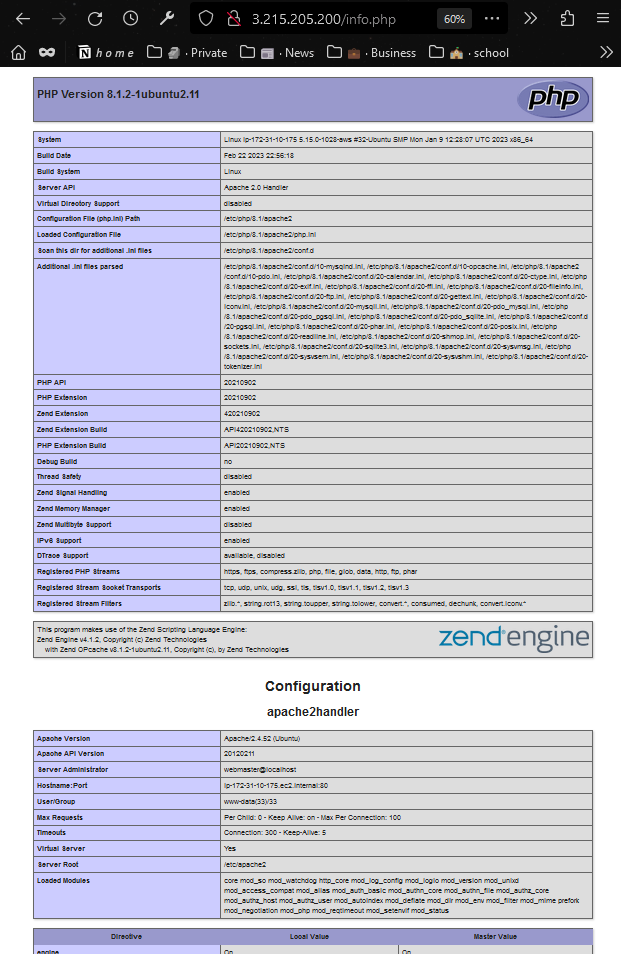 3.215.205.200/info.php 60%
home · Private · News · Business · school
PHP Version 8.1.2-1ubuntu2.11 php
System Linux ip-172-31-10-175 5.15.0-1028-aws #32-Ubuntu SMP Mon Jan 9 12:28:07 UTC 2023 x86_64
Build Date Feb 22 2023 22:56:18
Build System Linux
Server API Apache 2.0 Handler
Virtual Directory Support disabled
Configuration File (php.ini) Path /etc/php/8.1/apache2
Loaded Configuration File /etc/php/8.1/apache2/php.ini
Scan this dir for additional .ini files /etc/php/8.1/apache2/conf.d
Additional .ini files parsed /etc/php/8.1/apache2/conf.d/10-mysqlnd.ini, /etc/php/8.1/apache2/conf.d/10-opcache.ini, /etc/php/8.1/apache2
/conf.d/10-pdo.ini, /etc/php/8.1/apache2/conf.d/20-calendar.ini, /etc/php/8.1/apache2/conf.d/20-ctype.ini, /etc/php
/8.1/apache2/conf.d/20-exif.ini, /etc/php/8.1/apache2/conf.d/20-ffi.ini, /etc/php/8.1/apache2/conf.d/20-fileinfo.ini,
/etc/php/8.1/apache2/conf.d/20-ftp.ini, /etc/php/8.1/apache2/conf.d/20-gettext.ini, /etc/php/8.1/apache2/conf.d/20-
iconv.ini, /etc/php/8.1/apache2/conf.d/20-mysqli.ini, /etc/php/8.1/apache2/conf.d/20-pdo_mysql.ini, /etc/php
/8.1/apache2/conf.d/20-pdo_pgsql.ini, /etc/php/8.1/apache2/conf.d/20-pdo_sqlite.ini, /etc/php/8.1/apache2/conf.d
/20-pgsql.ini, /etc/php/8.1/apache2/conf.d/20-phar.ini, /etc/php/8.1/apache2/conf.d/20-posix.ini, /etc/php
/8.1/apache2/conf.d/20-readline.ini, /etc/php/8.1/apache2/conf.d/20-shmop.ini, /etc/php/8.1/apache2/conf.d/20-
sockets.ini, /etc/php/8.1/apache2/conf.d/20-sqlite3.ini, /etc/php/8.1/apache2/conf.d/20-sysvmsg.ini, /etc/php
/8.1/apache2/conf.d/20-sysvsem.ini, /etc/php/8.1/apache2/conf.d/20-sysvshm.ini, /etc/php/8.1/apache2/conf.d/20-
tokenizer.ini
PHP API 20210902
PHP Extension 20210902
Zend Extension 420210902
Zend Extension Build API420210902,NTS
PHP Extension Build API20210902,NTS
Debug Build no
Thread Safety disabled
Zend Signal Handling enabled
Zend Memory Manager enabled
Zend Multibyte Support disabled
IPv6 Support enabled
DTrace Support available, disabled
Registered PHP Streams https, ftps, compress.zlib, php, file, glob, data, http, ftp, phar
Registered Stream Socket Transports tcp, udp, unix, udg, ssl, tls, tlsv1.0, tlsv1.1, tlsv1.2, tlsv1.3
Registered Stream Filters zlib.*, string.rot13, string.toupper, string.tolower, convert.*, consumed, dechunk, convert.iconv.*
This program makes use of the Zend Scripting Language Engine:
Zend Engine v4.1.2, Copyright (c) Zend Technologies
with Zend OPcache v8.1.2-1ubuntu2.11, Copyright (c), by Zend Technologies
zend engine
Configuration
apache2handler
Apache Version Apache/2.4.52 (Ubuntu)
Apache API Version 20120211
Server Administrator webmaster@localhost
Hostname:Port ip-172-31-10-175.ec2.internal:80
User/Group www-data(33)/33
Max Requests Per Child: 0 - Keep Alive: on - Max Per Connection: 100
Timeouts Connection: 300 - Keep-Alive: 5
Virtual Server Yes
Server Root /etc/apache2
Loaded Modules core mod_so mod_watchdog http_core mod_log_config mod_logio mod_version mod_unixd
mod_access_compat mod_alias mod_auth_basic mod_authn_core mod_authn_file mod_authz_core
mod_authz_host mod_authz_user mod_autoindex mod_deflate mod_dir mod_env mod_filter mod_mime prefork
mod_negotiation mod_php mod_reqtimeout mod_setenvif mod_status
Directive Local Value Master Value
engine On On